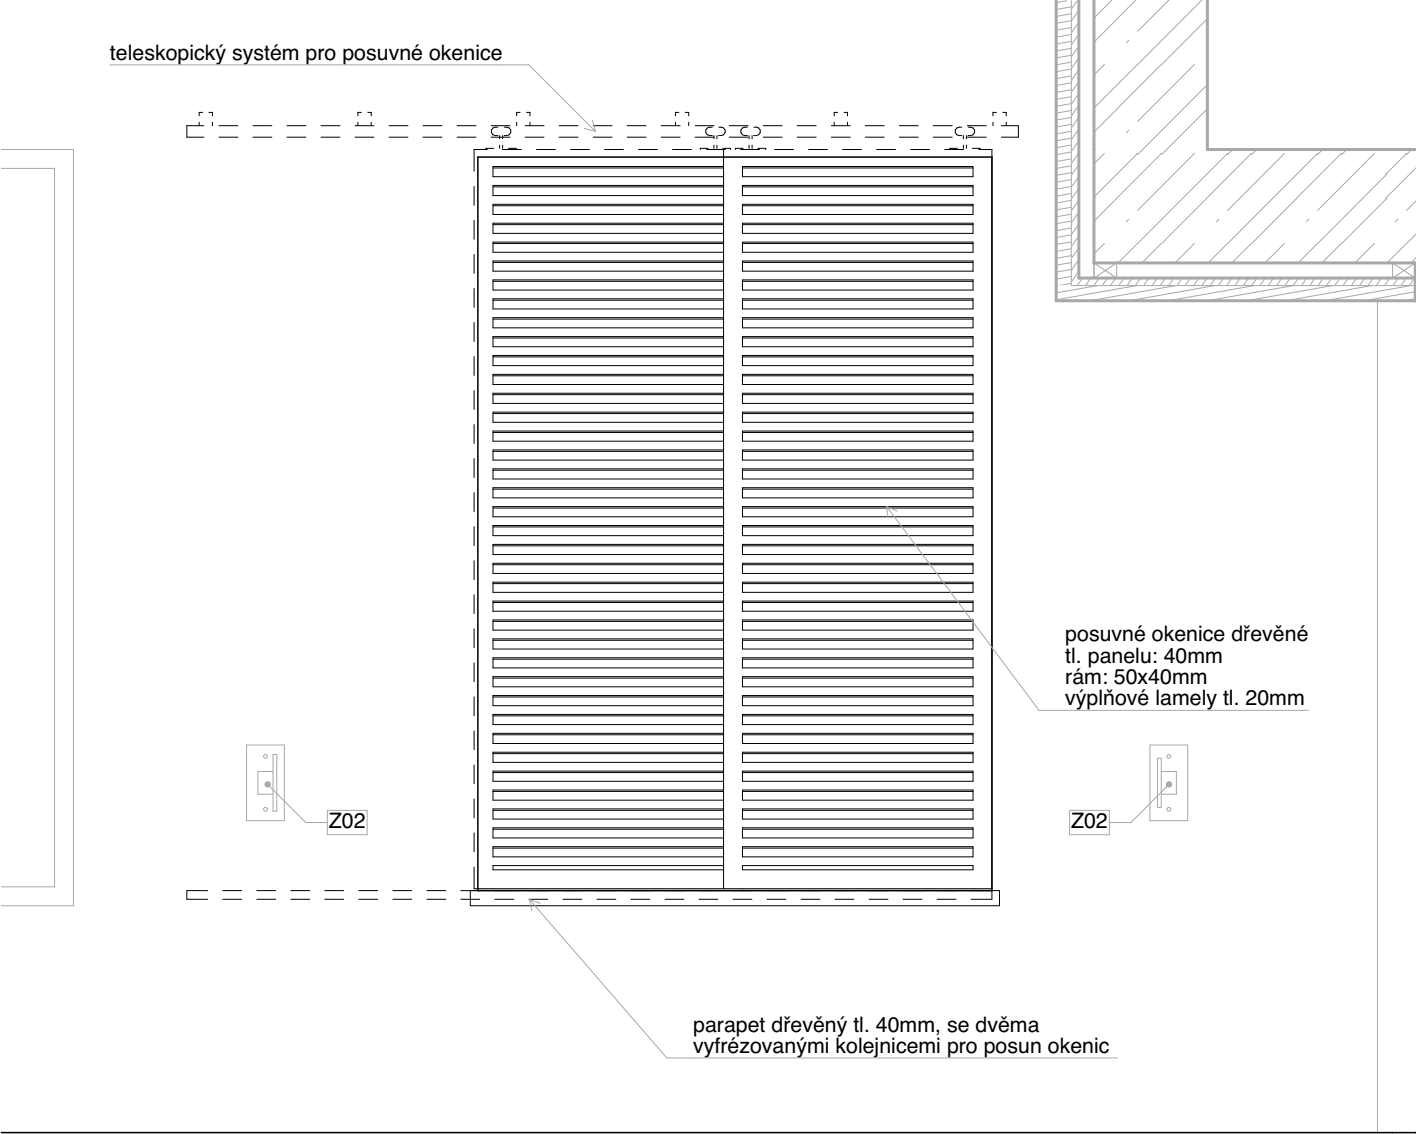 teleskopický systém pro posuvné okenice
posuvné okenice dřevěné
tl. panelu: 40mm
rám: 50x40mm
výplňové lamely tl. 20mm
Z02
Z02
parapet dřevěný tl. 40mm, se dvěma
vyfrézovanými kolejnicemi pro posun okenic